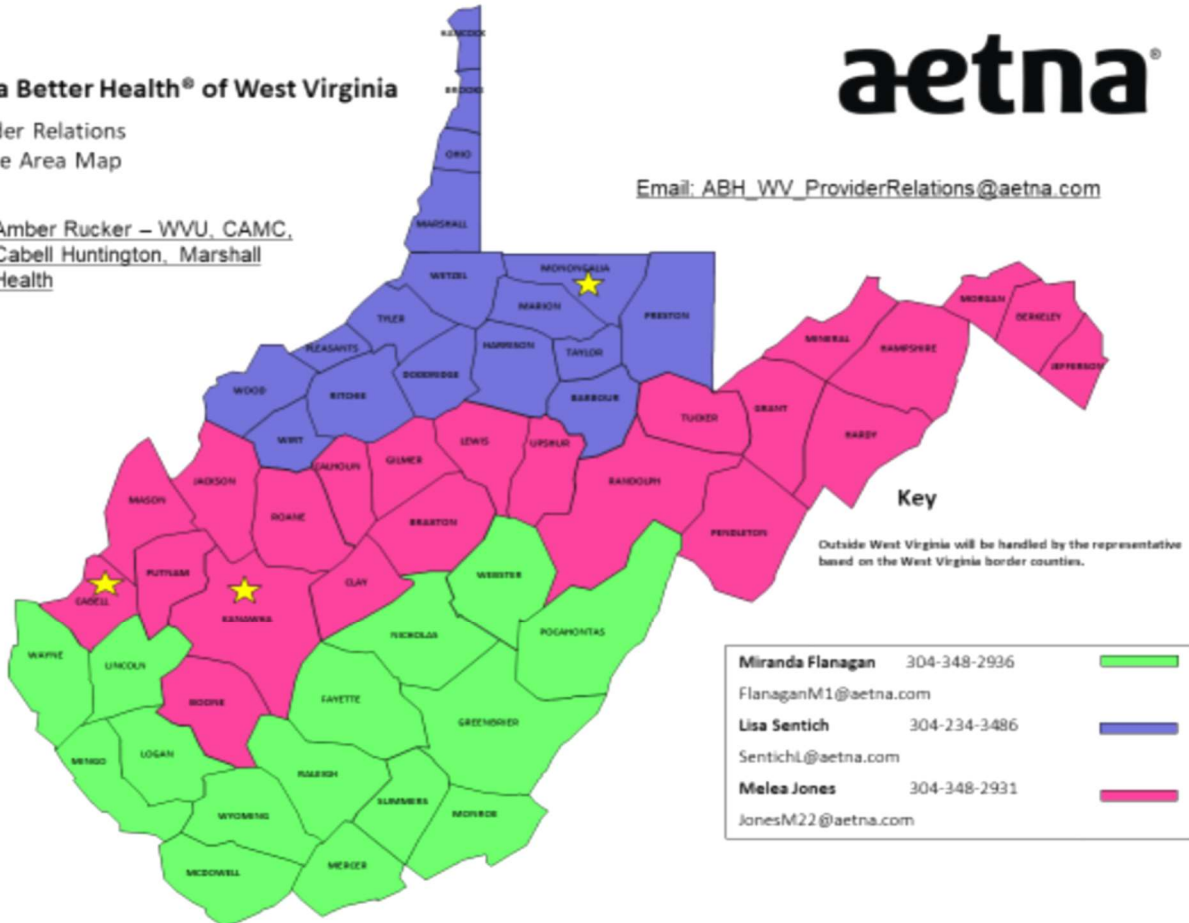 a Better Health® of West Virginia
der Relations
e Area Map
Amber Rucker – WVU, CAMC,
Cabell Huntington, Marshall
Health
aetna®
Email: ABH_WV_ProviderRelations@aetna.com
HANCOCK
BROOKE
OHIO
MARSHALL
WETZEL
MONONGALIA
MARION
PRESTON
TYLER
PLEASANTS
HARRISON
TAYLOR
DODDRIDGE
BARBOUR
WOOD
RITCHIE
WIRT
MORGAN
BERKELEY
JEFFERSON
MINERAL
HAMPSHIRE
GRANT
HARDY
TUCKER
LEWIS
UPSHUR
GILMER
CALHOUN
JACKSON
RANDOLPH
MASON
ROANE
BRAXTON
PENDLETON
PUTNAM
CLAY
WEBSTER
CABELL
KANAWHA
NICHOLAS
POCAHONTAS
WAYNE
LINCOLN
BOONE
FAYETTE
GREENBRIER
MINGO
LOGAN
RALEIGH
SUMMERS
WYOMING
MONROE
MCDOWELL
MERCER
Key
Outside West Virginia will be handled by the representative
based on the West Virginia border counties.
Miranda Flanagan 304-348-2936
FlanaganM1@aetna.com
Lisa Sentich 304-234-3486
SentichL@aetna.com
Melea Jones 304-348-2931
JonesM22@aetna.com